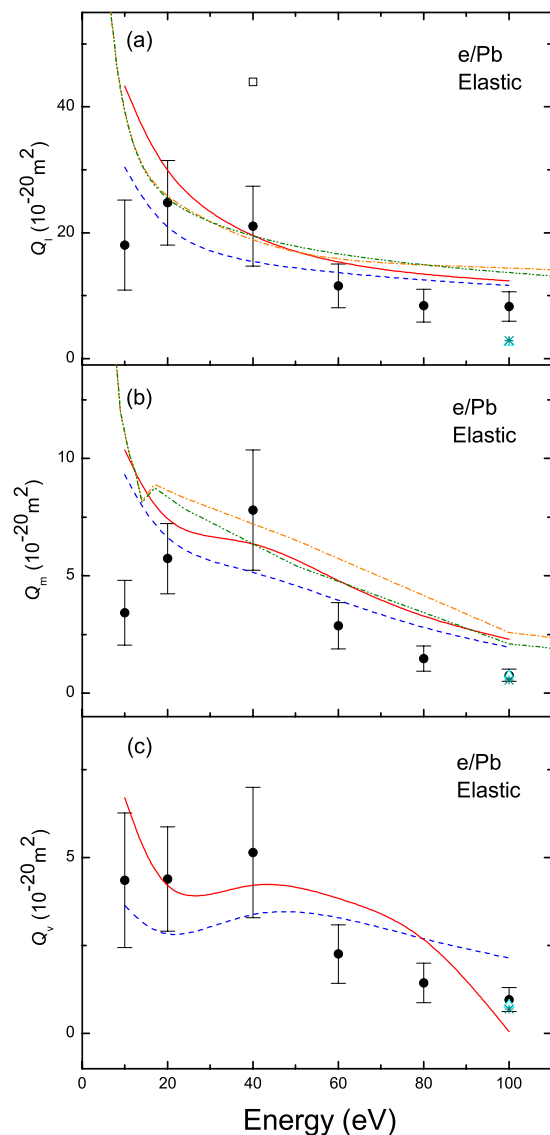 (a)
e/Pb
Elastic
40
20
0
Q_l (10^-20 m^2)
(b)
e/Pb
Elastic
10
5
0
Q_m (10^-20 m^2)
(c)
e/Pb
Elastic
5
0
Q_v (10^-20 m^2)
0 20 40 60 80 100
Energy (eV)